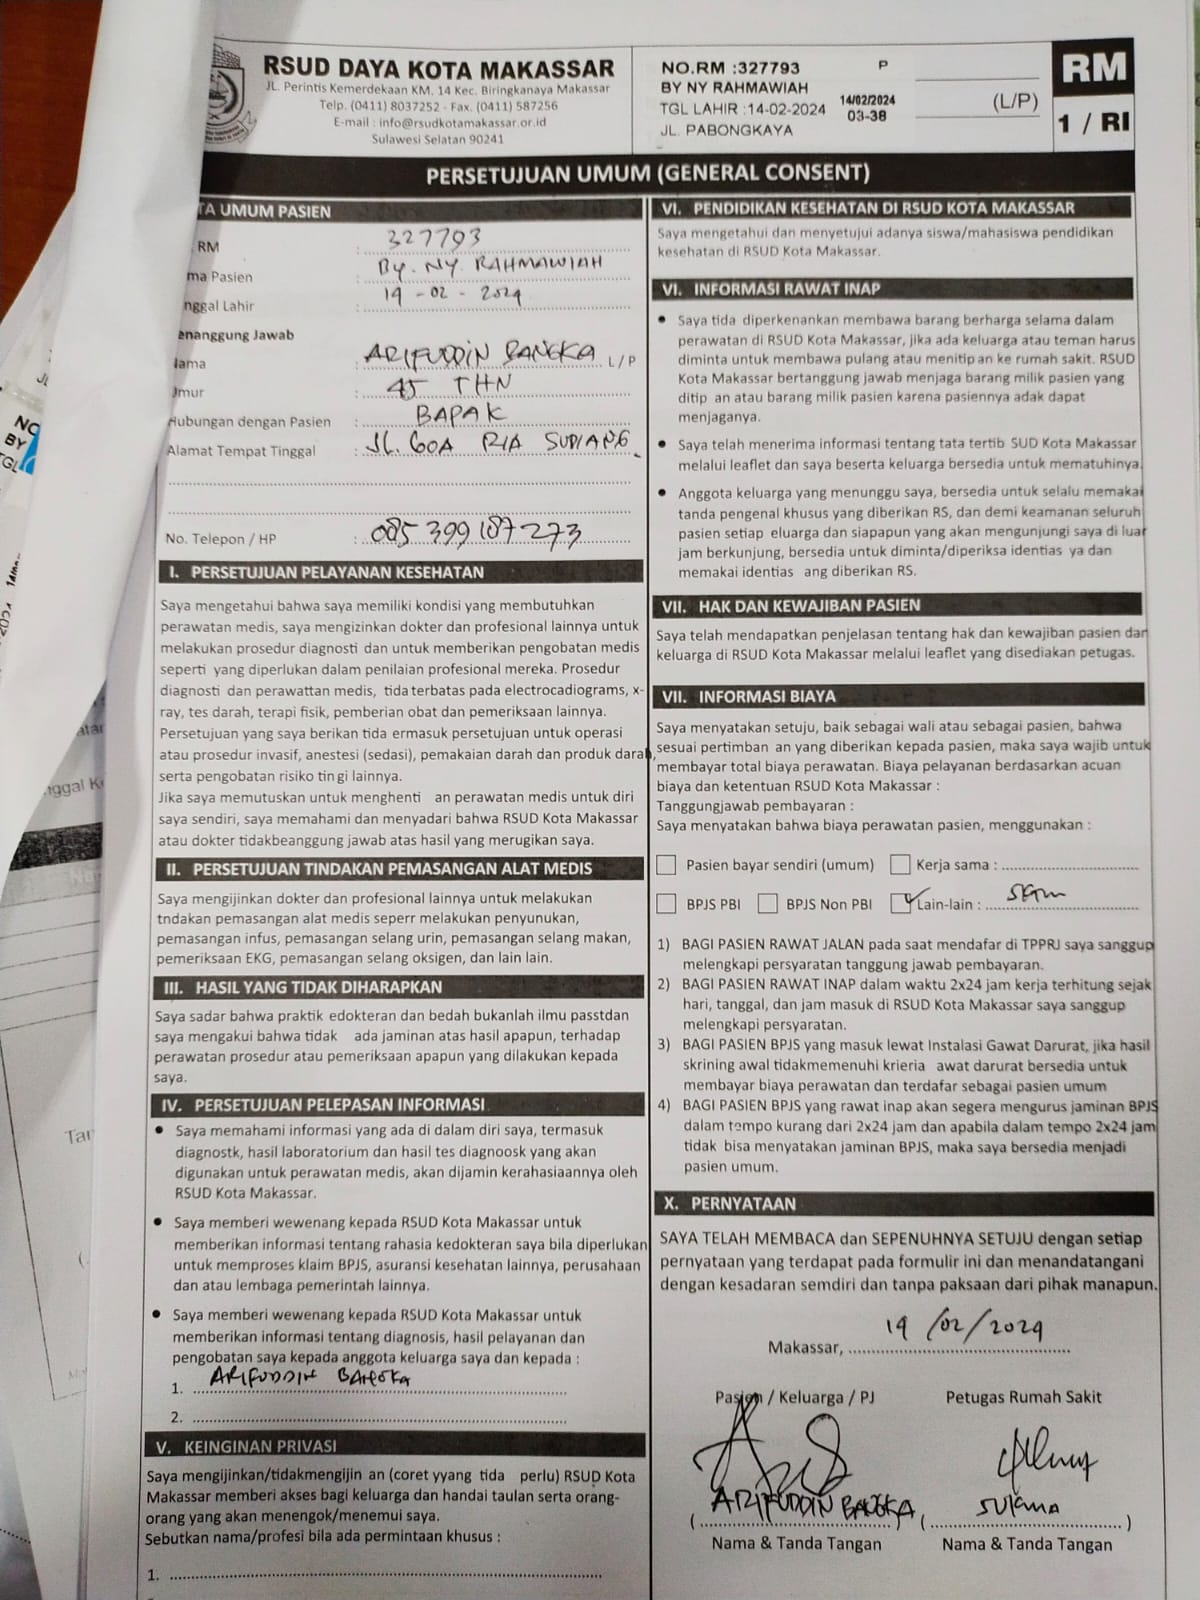 RSUD DAYA KOTA MAKASSAR
JL. Perintis Kemerdekaan KM. 14 Kec. Biringkanaya Makassar
Telp. (0411) 8037252 - Fax. (0411) 587256
E-mail : info@rsudkotamakassar.or.id
Sulawesi Selatan 90241
NO.RM :327793 P
BY NY RAHMAWIAH
TGL LAHIR :14-02-2024 14/02/2024 03-38
JL. PABONGKAYA
(L/P)
RM
1 / RI
PERSETUJUAN UMUM (GENERAL CONSENT)
TA UMUM PASIEN
RM : 327793
ma Pasien : BY. NY. RAHMAWIAH
nggal Lahir : 14 - 02 - 2024
enanggung Jawab
Nama : ARIFUDDIN BANGKA L/P
Umur : 45 THN
Hubungan dengan Pasien : BAPAK
Alamat Tempat Tinggal : JL. GOA RIA SUDIANG
No. Telepon / HP : 085 399 187 273
I. PERSETUJUAN PELAYANAN KESEHATAN
Saya mengetahui bahwa saya memiliki kondisi yang membutuhkan
perawatan medis, saya mengizinkan dokter dan profesional lainnya untuk
melakukan prosedur diagnosti dan untuk memberikan pengobatan medis
seperti yang diperlukan dalam penilaian profesional mereka. Prosedur
diagnosti dan perawattan medis, tida terbatas pada electrocadiograms, x-
ray, tes darah, terapi fisik, pemberian obat dan pemeriksaan lainnya.
Persetujuan yang saya berikan tida ermasuk persetujuan untuk operasi
atau prosedur invasif, anestesi (sedasi), pemakaian darah dan produk darah,
serta pengobatan risiko tin gi lainnya.
Jika saya memutuskan untuk menghenti an perawatan medis untuk diri
saya sendiri, saya memahami dan menyadari bahwa RSUD Kota Makassar
atau dokter tidakbeanggung jawab atas hasil yang merugikan saya.
II. PERSETUJUAN TINDAKAN PEMASANGAN ALAT MEDIS
Saya mengijinkan dokter dan profesional lainnya untuk melakukan
tndakan pemasangan alat medis seperr melakukan penyunukan,
pemasangan infus, pemasangan selang urin, pemasangan selang makan,
pemeriksaan EKG, pemasangan selang oksigen, dan lain lain.
III. HASIL YANG TIDAK DIHARAPKAN
Saya sadar bahwa praktik edokteran dan bedah bukanlah ilmu passtdan
saya mengakui bahwa tidak ada jaminan atas hasil apapun, terhadap
perawatan prosedur atau pemeriksaan apapun yang dilakukan kepada
saya.
IV. PERSETUJUAN PELEPASAN INFORMASI
• Saya memahami informasi yang ada di dalam diri saya, termasuk
diagnostk, hasil laboratorium dan hasil tes diagnoosk yang akan
digunakan untuk perawatan medis, akan dijamin kerahasiaannya oleh
RSUD Kota Makassar.
• Saya memberi wewenang kepada RSUD Kota Makassar untuk
memberikan informasi tentang rahasia kedokteran saya bila diperlukan
untuk memproses klaim BPJS, asuransi kesehatan lainnya, perusahaan
dan atau lembaga pemerintah lainnya.
• Saya memberi wewenang kepada RSUD Kota Makassar untuk
memberikan informasi tentang diagnosis, hasil pelayanan dan
pengobatan saya kepada anggota keluarga saya dan kepada :
1. ARIFUDDIN BANGKA
2.
V. KEINGINAN PRIVASI
Saya mengijinkan/tidakmengijin an (coret yyang tida perlu) RSUD Kota
Makassar memberi akses bagi keluarga dan handai taulan serta orang-
orang yang akan menengok/menemui saya.
Sebutkan nama/profesi bila ada permintaan khusus :
1.
VI. PENDIDIKAN KESEHATAN DI RSUD KOTA MAKASSAR
Saya mengetahui dan menyetujui adanya siswa/mahasiswa pendidikan
kesehatan di RSUD Kota Makassar.
VI. INFORMASI RAWAT INAP
• Saya tida diperkenankan membawa barang berharga selama dalam
perawatan di RSUD Kota Makassar, jika ada keluarga atau teman harus
diminta untuk membawa pulang atau menitip an ke rumah sakit. RSUD
Kota Makassar bertanggung jawab menjaga barang milik pasien yang
ditip an atau barang milik pasien karena pasiennya adak dapat
menjaganya.
• Saya telah menerima informasi tentang tata tertib SUD Kota Makassar
melalui leaflet dan saya beserta keluarga bersedia untuk mematuhinya.
• Anggota keluarga yang menunggu saya, bersedia untuk selalu memakai
tanda pengenal khusus yang diberikan RS, dan demi keamanan seluruh
pasien setiap eluarga dan siapapun yang akan mengunjungi saya di luar
jam berkunjung, bersedia untuk diminta/diperiksa identias ya dan
memakai identias ang diberikan RS.
VII. HAK DAN KEWAJIBAN PASIEN
Saya telah mendapatkan penjelasan tentang hak dan kewajiban pasien dan
keluarga di RSUD Kota Makassar melalui leaflet yang disediakan petugas.
VII. INFORMASI BIAYA
Saya menyatakan setuju, baik sebagai wali atau sebagai pasien, bahwa
sesuai pertimban an yang diberikan kepada pasien, maka saya wajib untuk
membayar total biaya perawatan. Biaya pelayanan berdasarkan acuan
biaya dan ketentuan RSUD Kota Makassar :
Tanggungjawab pembayaran :
Saya menyatakan bahwa biaya perawatan pasien, menggunakan :
Pasien bayar sendiri (umum) Kerja sama :
BPJS PBI BPJS Non PBI Lain-lain :
1) BAGI PASIEN RAWAT JALAN pada saat mendafar di TPPRJ saya sanggup
melengkapi persyaratan tanggung jawab pembayaran.
2) BAGI PASIEN RAWAT INAP dalam waktu 2x24 jam kerja terhitung sejak
hari, tanggal, dan jam masuk di RSUD Kota Makassar saya sanggup
melengkapi persyaratan.
3) BAGI PASIEN BPJS yang masuk lewat Instalasi Gawat Darurat, jika hasil
skrining awal tidakmemenuhi krieria awat darurat bersedia untuk
membayar biaya perawatan dan terdafar sebagai pasien umum
4) BAGI PASIEN BPJS yang rawat inap akan segera mengurus jaminan BPJS
dalam tempo kurang dari 2x24 jam dan apabila dalam tempo 2x24 jam
tidak bisa menyatakan jaminan BPJS, maka saya bersedia menjadi
pasien umum.
X. PERNYATAAN
SAYA TELAH MEMBACA dan SEPENUHNYA SETUJU dengan setiap
pernyataan yang terdapat pada formulir ini dan menandatangani
dengan kesadaran semdiri dan tanpa paksaan dari pihak manapun.
Makassar, 14 / 02 / 2024
Pasien / Keluarga / PJ Petugas Rumah Sakit
( ARIFUDDIN BANGKA ) ( )
Nama & Tanda Tangan Nama & Tanda Tangan